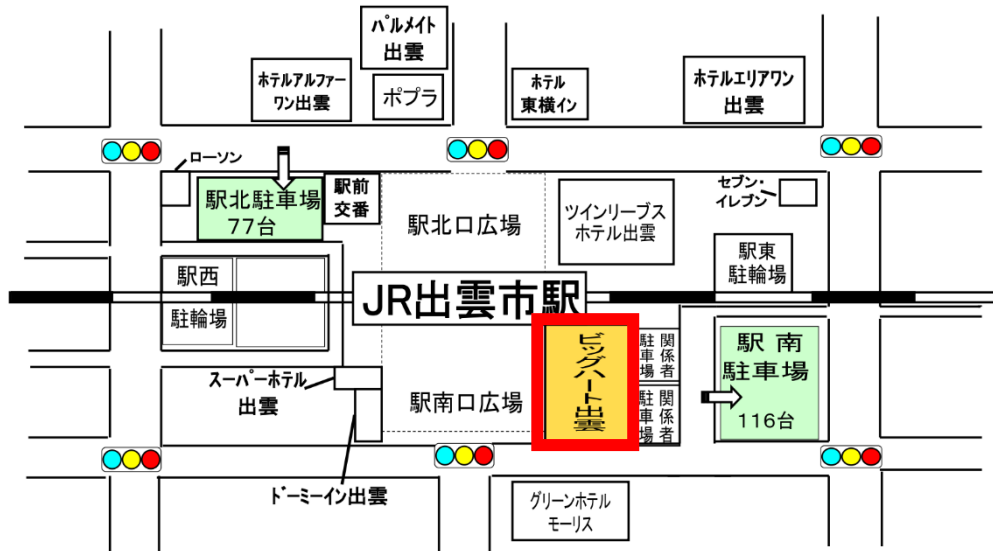 パルメイト
出雲
ホテルアルファー
ワン出雲
ポプラ
ホテル
東横イン
ホテルエリアワン
出雲
ローソン
駅北駐車場
77台
駅前
交番
駅北口広場
ツインリーブス
ホテル出雲
セブン・
イレブン
駅東
駐輪場
駅西
駐輪場
JR出雲市駅
ビッグハート出雲
関係者
駐車場
関係者
駐車場
駅南
駐車場
116台
スーパーホテル
出雲
駅南口広場
ドーミーイン出雲
グリーンホテル
モーリス